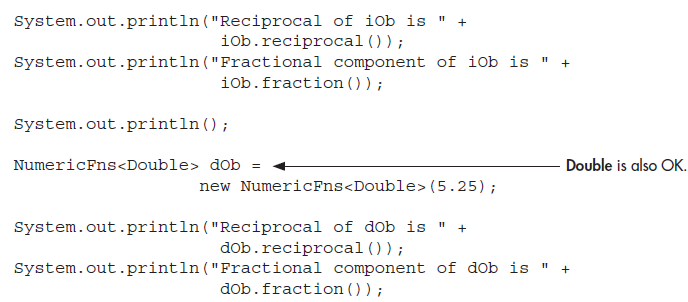 System.out.println("Reciprocal of iOb is " +
iOb.reciprocal());
System.out.println("Fractional component of iOb is " +
iOb.fraction());
System.out.println();
NumericFns<Double> dOb =
Double is also OK.
new NumericFns<Double>(5.25);
System.out.println("Reciprocal of dOb is " +
dOb.reciprocal());
System.out.println("Fractional component of dOb is " +
dOb.fraction());